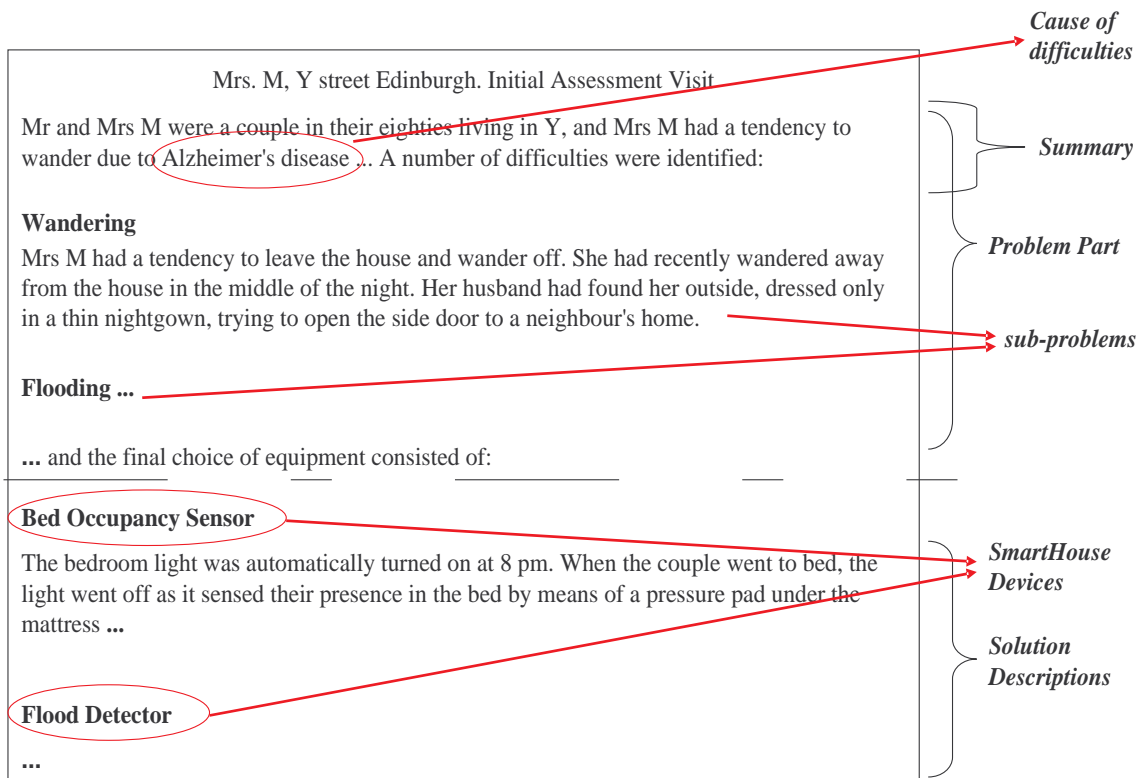 Cause of
difficulties
Mrs. M, Y street Edinburgh. Initial Assessment Visit
Mr and Mrs M were a couple in their eighties living in Y, and Mrs M had a tendency to
wander due to Alzheimer's disease ... A number of difficulties were identified:
Summary
Wandering
Mrs M had a tendency to leave the house and wander off. She had recently wandered away
from the house in the middle of the night. Her husband had found her outside, dressed only
in a thin nightgown, trying to open the side door to a neighbour's home.
Problem Part
sub-problems
Flooding ...
... and the final choice of equipment consisted of:
Bed Occupancy Sensor
The bedroom light was automatically turned on at 8 pm. When the couple went to bed, the
light went off as it sensed their presence in the bed by means of a pressure pad under the
mattress ...
SmartHouse
Devices
Solution
Descriptions
Flood Detector
...